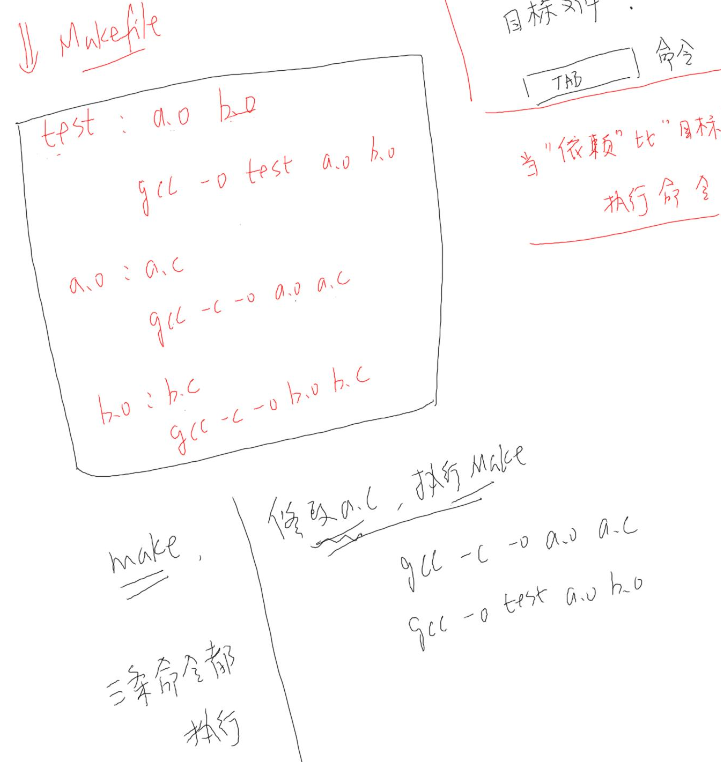 Makefile
test : a.o b.o
gcc -o test a.o b.o
a.o : a.c
gcc -c -o a.o a.c
b.o : b.c
gcc -c -o b.o b.c
目标文件 :
TAB 命令
当"依赖"比"目标
执行命令
make,
三条命令都
执行
修改a.c, 执行Make
gcc -c -o a.o a.c
gcc -o test a.o b.o